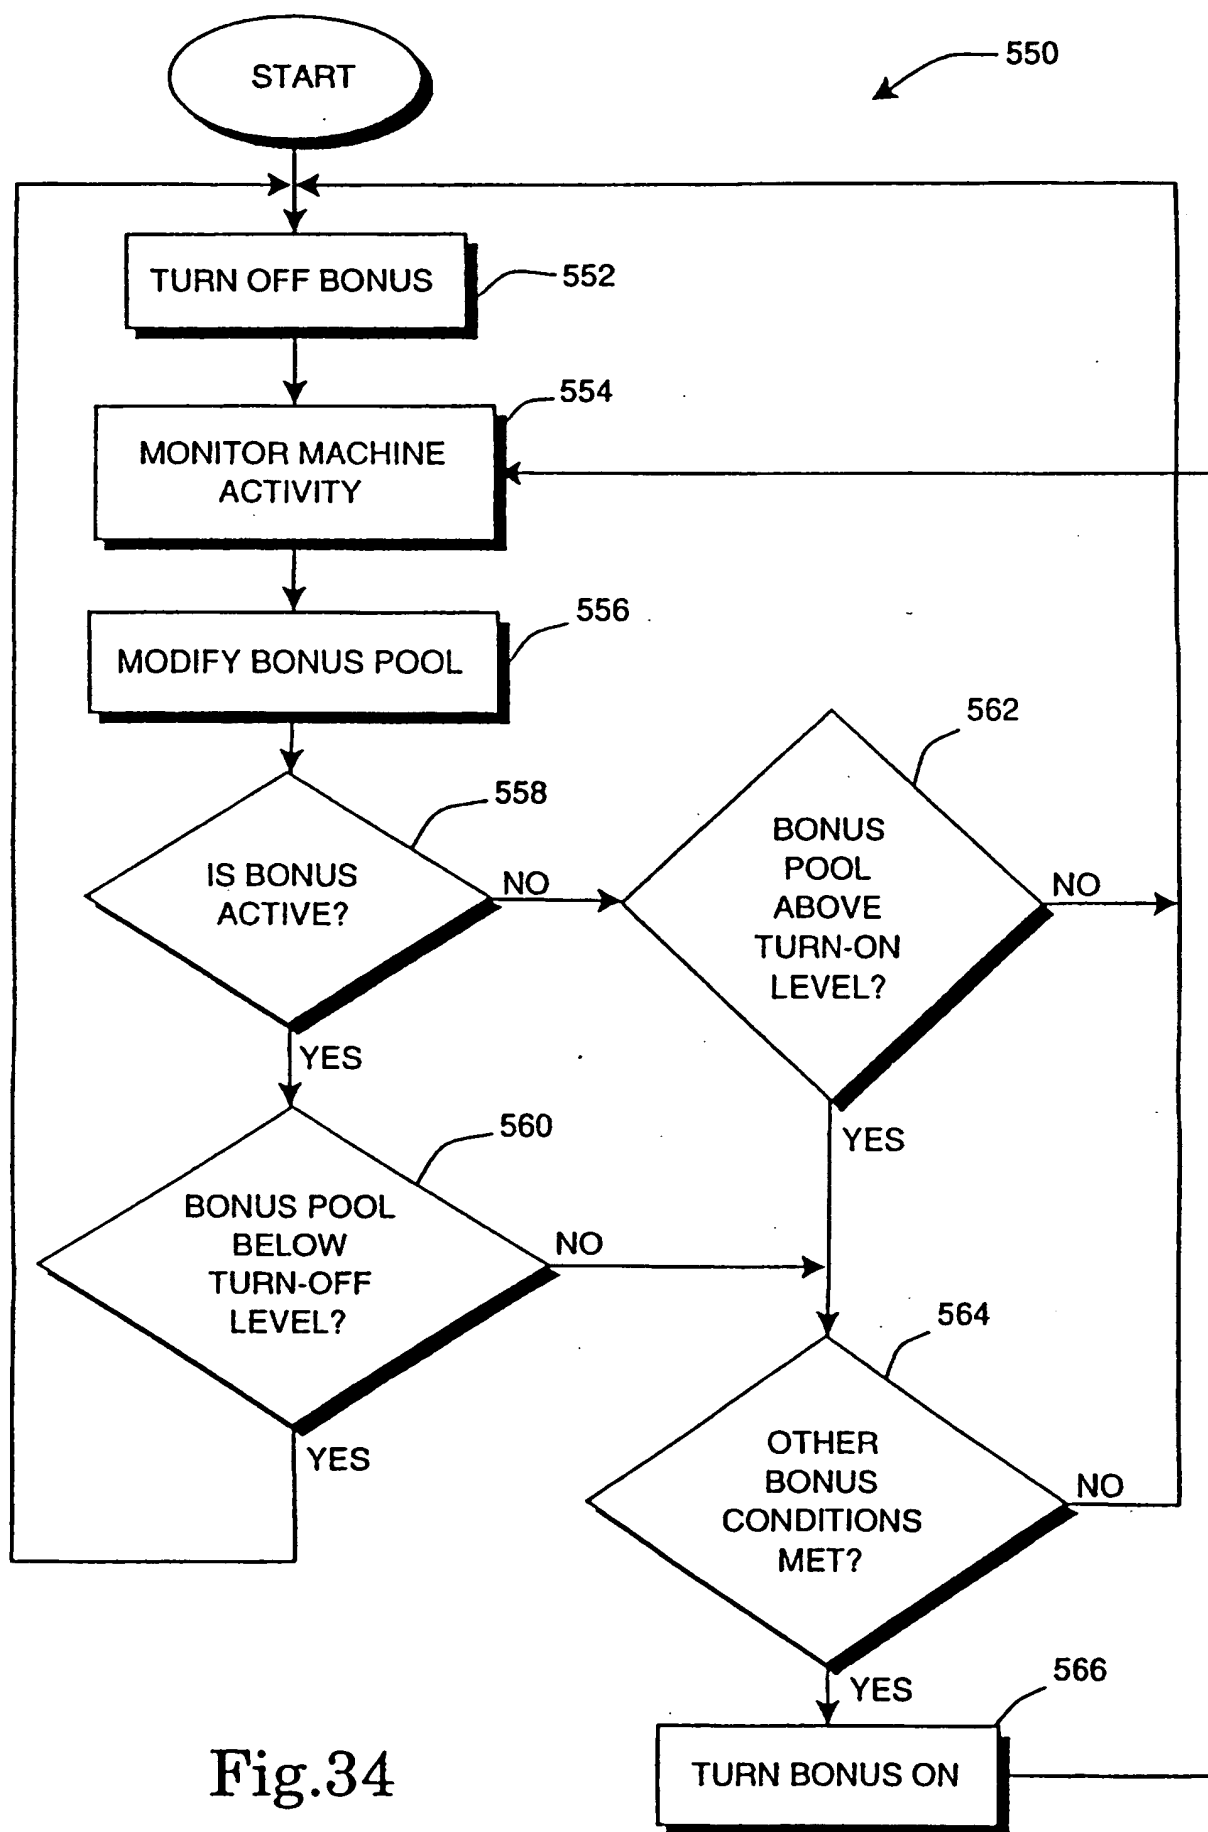 START
550
TURN OFF BONUS
552
554
MONITOR MACHINE
ACTIVITY
556
MODIFY BONUS POOL
562
558
IS BONUS
ACTIVE?
NO
BONUS
POOL
ABOVE
TURN-ON
LEVEL?
NO
YES
560
YES
BONUS POOL
BELOW
TURN-OFF
LEVEL?
NO
564
YES
OTHER
BONUS
CONDITIONS
MET?
NO
566
YES
TURN BONUS ON
Fig.34